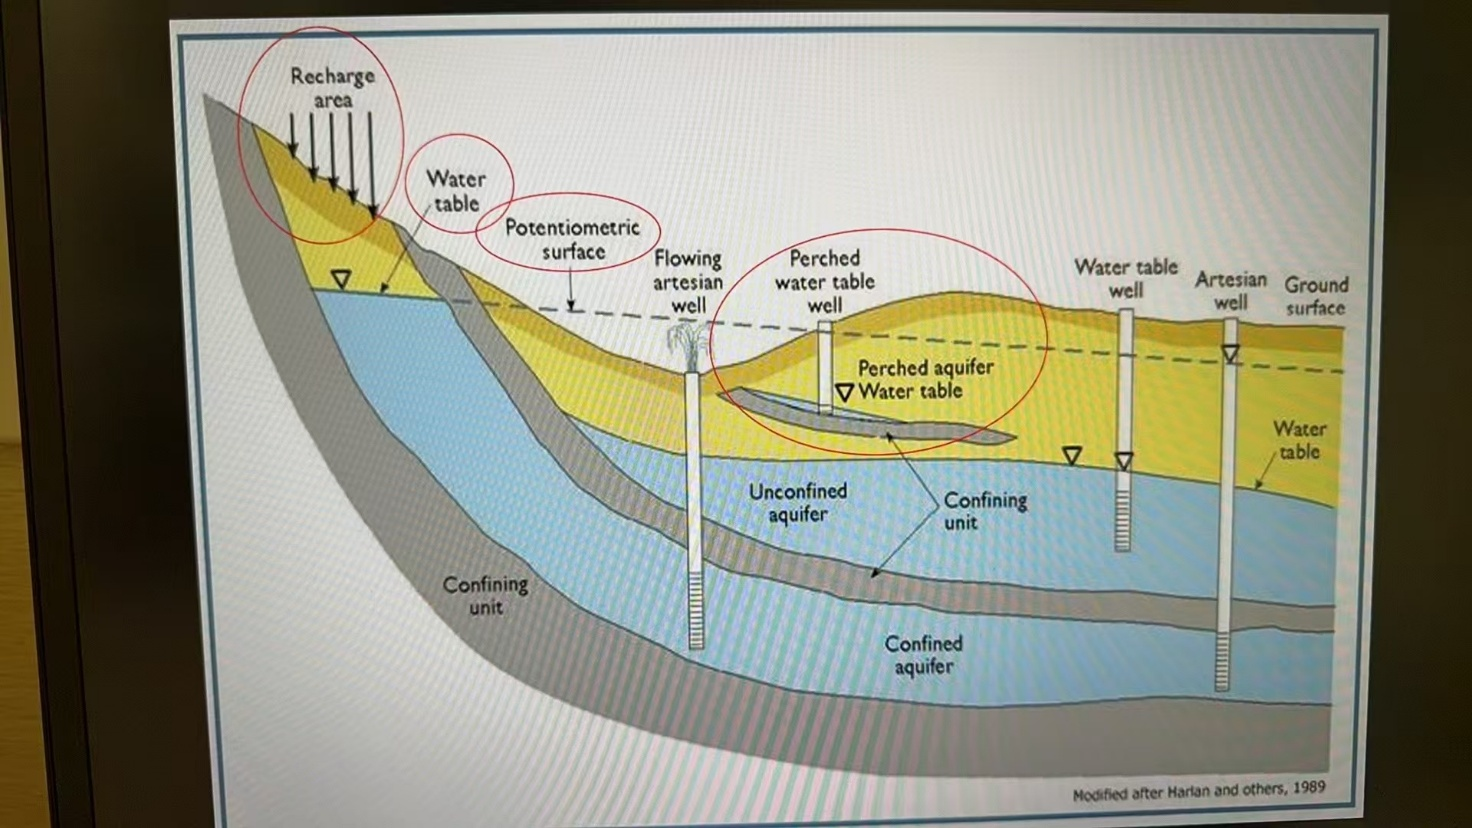 Recharge
area
Water
table
Potentiometric
surface
Flowing
artesian
well
Perched
water table
well
Water table
well
Artesian
well
Ground
surface
Perched aquifer
Water table
Water
table
Unconfined
aquifer
Confining
unit
Confining
unit
Confined
aquifer
Modified after Harlan and others, 1989